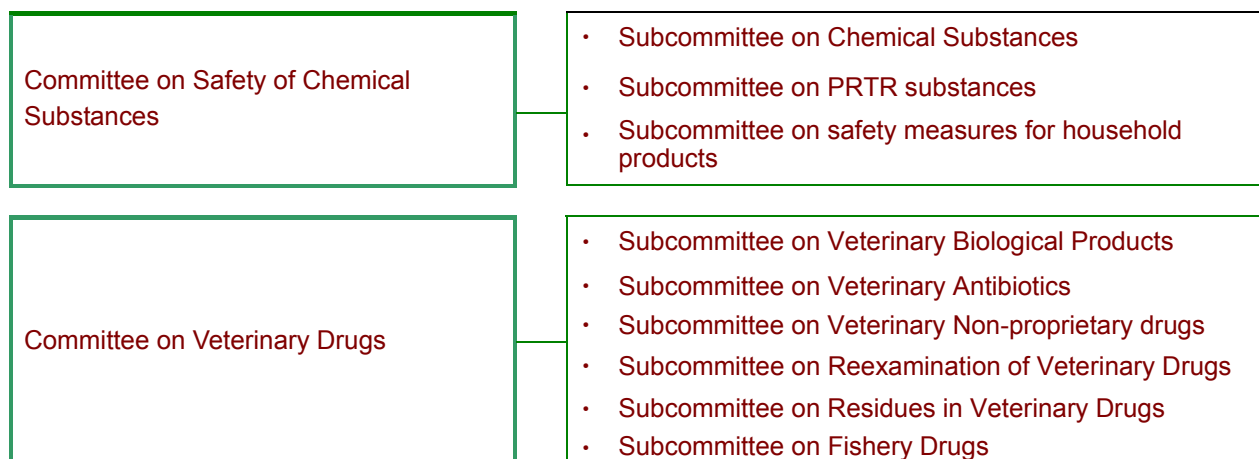 Committee on Safety of Chemical
Substances
· Subcommittee on Chemical Substances
· Subcommittee on PRTR substances
· Subcommittee on safety measures for household
products
Committee on Veterinary Drugs
· Subcommittee on Veterinary Biological Products
· Subcommittee on Veterinary Antibiotics
· Subcommittee on Veterinary Non-proprietary drugs
· Subcommittee on Reexamination of Veterinary Drugs
· Subcommittee on Residues in Veterinary Drugs
· Subcommittee on Fishery Drugs